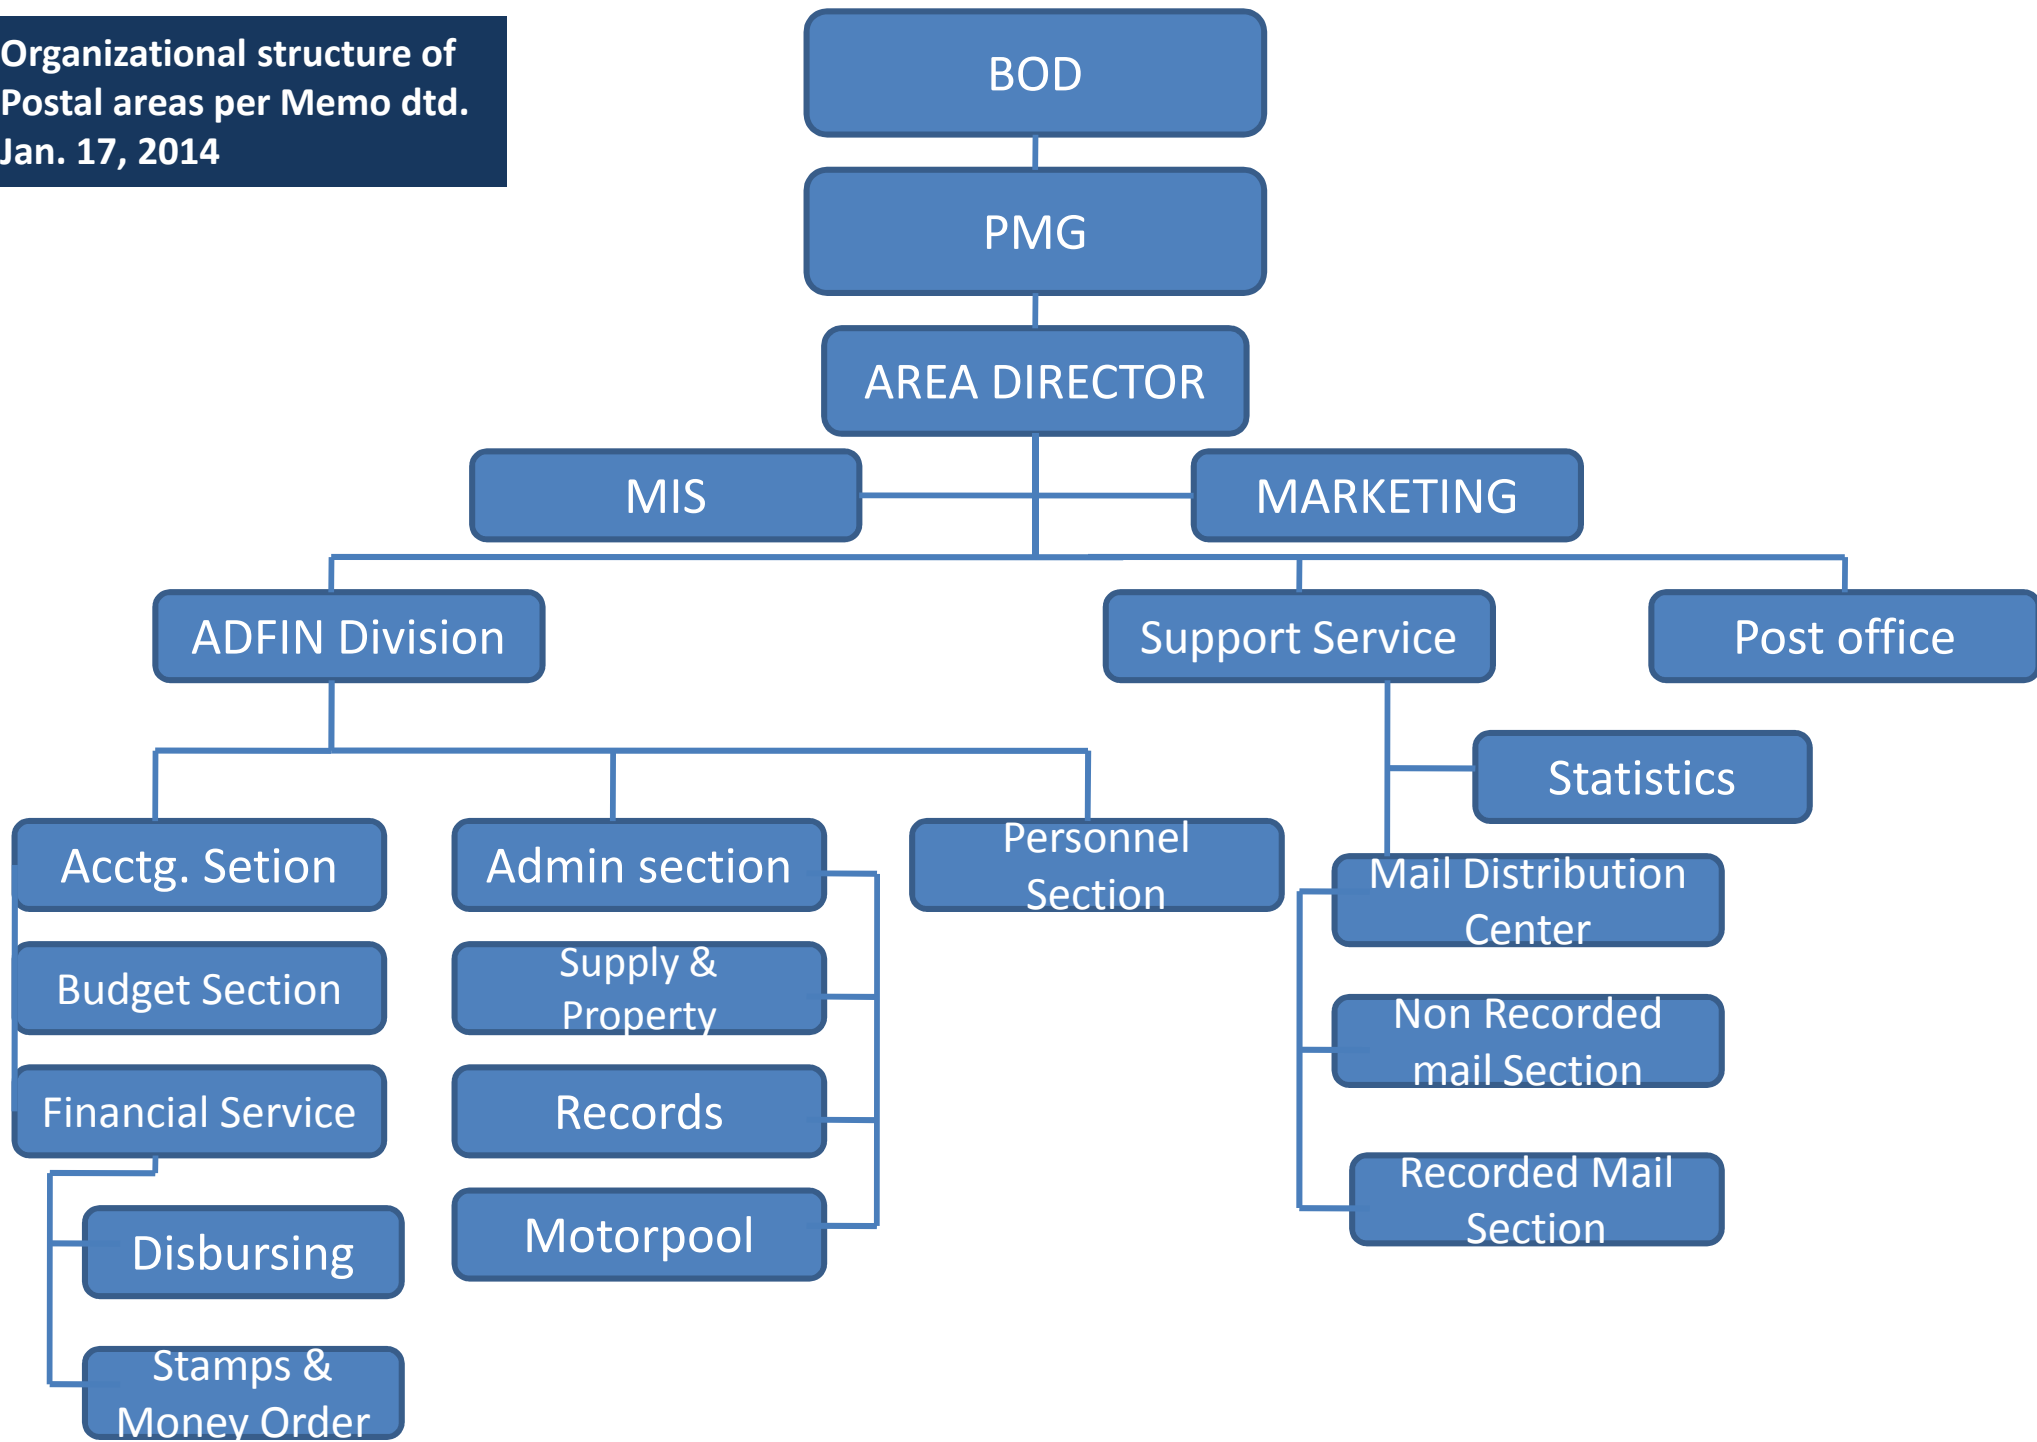 Organizational structure of
Postal areas per Memo dtd.
Jan. 17, 2014
BOD
PMG
AREA DIRECTOR
MIS
MARKETING
ADFIN Division
Support Service
Post office
Statistics
Acctg. Setion
Admin section
Personnel
Section
Mail Distribution
Center
Budget Section
Supply &
Property
Non Recorded
mail Section
Financial Service
Records
Recorded Mail
Section
Disbursing
Motorpool
Stamps &
Money Order